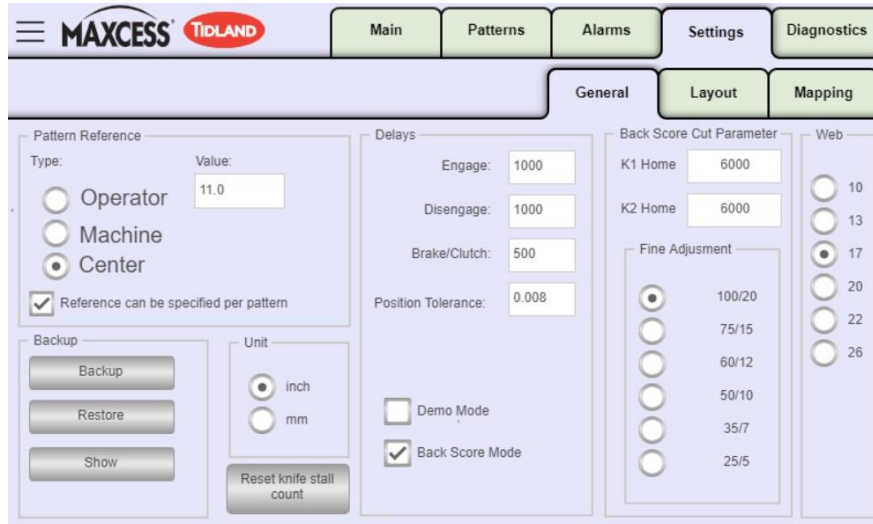 MAXCESS TIDLAND
Main
Patterns
Alarms
Settings
Diagnostics
General
Layout
Mapping
Pattern Reference
Type:
Value:
Operator
11.0
Machine
Center
Reference can be specified per pattern
Backup
Backup
Restore
Show
Unit
inch
mm
Reset knife stall
count
Delays
Engage: 1000
Disengage: 1000
Brake/Clutch: 500
Position Tolerance: 0.008
Demo Mode
Back Score Mode
Back Score Cut Parameter
K1 Home 6000
K2 Home 6000
Fine Adjusment
100/20
75/15
60/12
50/10
35/7
25/5
Web
10
13
17
20
22
26